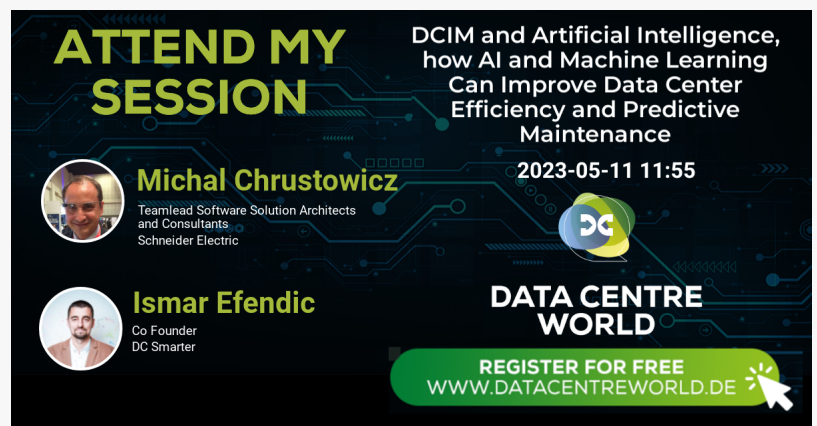 ATTEND MY
SESSION
Michal Chrustowicz
Teamlead Software Solution Architects
and Consultants
Schneider Electric
Ismar Efendic
Co Founder
DC Smarter
DCIM and Artificial Intelligence,
how AI and Machine Learning
Can Improve Data Center
Efficiency and Predictive
Maintenance
2023-05-11 11:55
DC
DATA CENTRE
WORLD
REGISTER FOR FREE
WWW.DATACENTREWORLD.DE